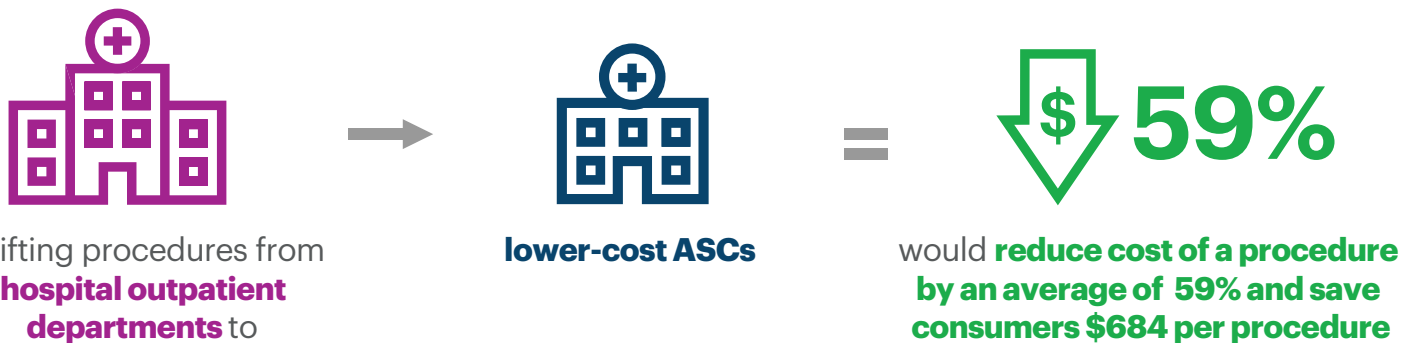 $ 59%
ifting procedures from
hospital outpatient
departments to
lower-cost ASCs
would reduce cost of a procedure
by an average of 59% and save
consumers $684 per procedure